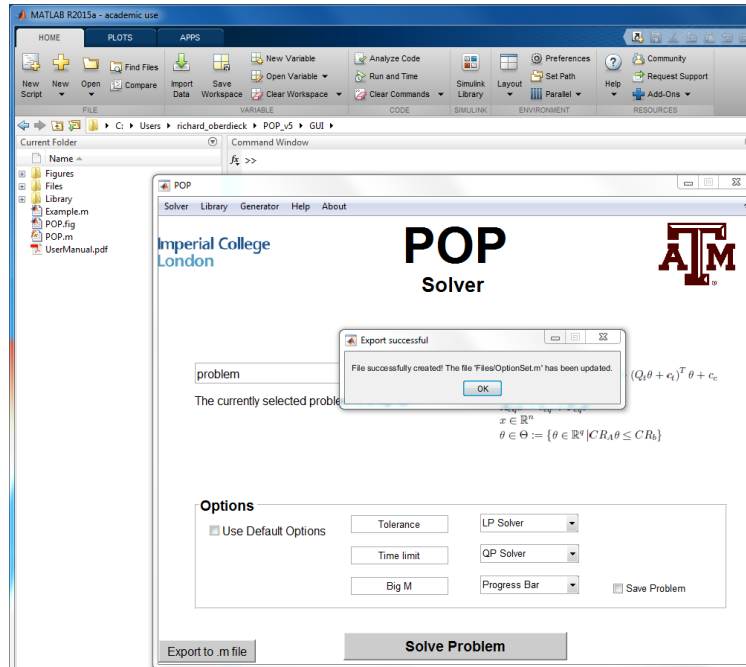 MATLAB R2015a - academic use
HOME PLOTS APPS
New Script
New
Open
Find Files
Compare
Import Data
Save Workspace
New Variable
Open Variable
Clear Workspace
Analyze Code
Run and Time
Clear Commands
Simulink Library
Layout
Preferences
Set Path
Parallel
Help
Community
Request Support
Add-Ons
FILE VARIABLE CODE SIMULINK ENVIRONMENT RESOURCES
C: Users richard_oberdieck POP_v5 GUI
Current Folder
Name
Figures
Files
Library
Example.m
POP.fig
POP.m
UserManual.pdf
Command Window
fx >>
POP
Solver Library Generator Help About
Imperial College
London
POP
Solver
ATM
Export successful
File successfully created! The file 'Files/OptionSet.m' has been updated.
OK
problem
(Q_tθ + c_t)^T θ + c_c
The currently selected proble
x ∈ ℝ^n
θ ∈ Θ := {θ ∈ ℝ^q |CR_Aθ ≤ CR_b}
Options
Use Default Options
Tolerance
LP Solver
Time limit
QP Solver
Big M
Progress Bar
Save Problem
Export to .m file
Solve Problem